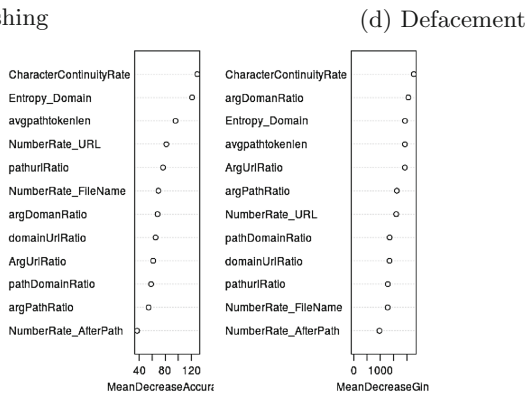 shing
(d) Defacement
CharacterContinuityRate
Entropy_Domain
avgpathtokenlen
NumberRate_URL
pathurlRatio
NumberRate_FileName
argDomanRatio
domainUrlRatio
ArgUrlRatio
pathDomainRatio
argPathRatio
NumberRate_AfterPath
40 80 120
MeanDecreaseAccura
CharacterContinuityRate
argDomanRatio
Entropy_Domain
avgpathtokenlen
ArgUrlRatio
argPathRatio
NumberRate_URL
pathDomainRatio
domainUrlRatio
pathurlRatio
NumberRate_FileName
NumberRate_AfterPath
0 1000
MeanDecreaseGin